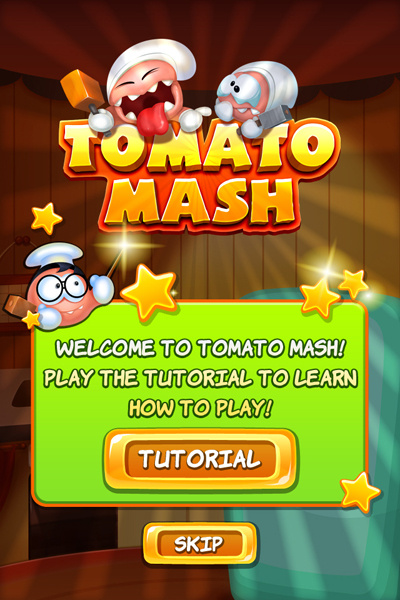 TOMATO
MASH
WELCOME TO TOMATO MASH!
PLAY THE TUTORIAL TO LEARN
HOW TO PLAY!
TUTORIAL
SKIP